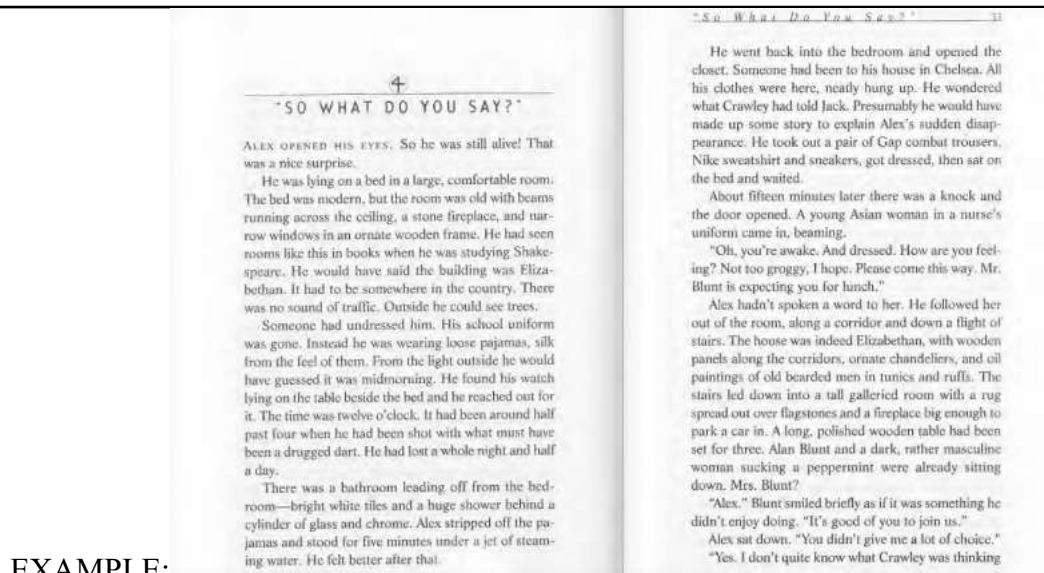 4
"SO WHAT DO YOU SAY?"
ALEX OPENED HIS EYES. So he was still alive! That
was a nice surprise.
He was lying on a bed in a large, comfortable room.
The bed was modern, but the room was old with beams
running across the ceiling, a stone fireplace, and nar-
row windows in an ornate wooden frame. He had seen
rooms like this in books when he was studying Shake-
speare. He would have said the building was Eliza-
bethan. It had to be somewhere in the country. There
was no sound of traffic. Outside he could see trees.
Someone had undressed him. His school uniform
was gone. Instead he was wearing loose pajamas, silk
from the feel of them. From the light outside he would
have guessed it was midmorning. He found his watch
lying on the table beside the bed and he reached out for
it. The time was twelve o'clock. It had been around half
past four when he had been shot with what must have
been a drugged dart. He had lost a whole night and half
a day.
There was a bathroom leading off from the bed-
room—bright white tiles and a huge shower behind a
cylinder of glass and chrome. Alex stripped off the pa-
jamas and stood for five minutes under a jet of steam-
ing water. He felt better after that.
"So What Do You Say?" 33
He went back into the bedroom and opened the
closet. Someone had been to his house in Chelsea. All
his clothes were here, neatly hung up. He wondered
what Crawley had told Jack. Presumably he would have
made up some story to explain Alex's sudden disap-
pearance. He took out a pair of Gap combat trousers,
Nike sweatshirt and sneakers, got dressed, then sat on
the bed and waited.
About fifteen minutes later there was a knock and
the door opened. A young Asian woman in a nurse's
uniform came in, beaming.
"Oh, you're awake. And dressed. How are you feel-
ing? Not too groggy, I hope. Please come this way. Mr.
Blunt is expecting you for lunch."
Alex hadn't spoken a word to her. He followed her
out of the room, along a corridor and down a flight of
stairs. The house was indeed Elizabethan, with wooden
panels along the corridors, ornate chandeliers, and oil
paintings of old bearded men in tunics and ruffs. The
stairs led down into a tall galleried room with a rug
spread out over flagstones and a fireplace big enough to
park a car in. A long, polished wooden table had been
set for three. Alan Blunt and a dark, rather masculine
woman sucking a peppermint were already sitting
down. Mrs. Blunt?
"Alex." Blunt smiled briefly as if it was something he
didn't enjoy doing. "It's good of you to join us."
Alex sat down. "You didn't give me a lot of choice."
"Yes. I don't quite know what Crawley was thinking
EXAMPLE: